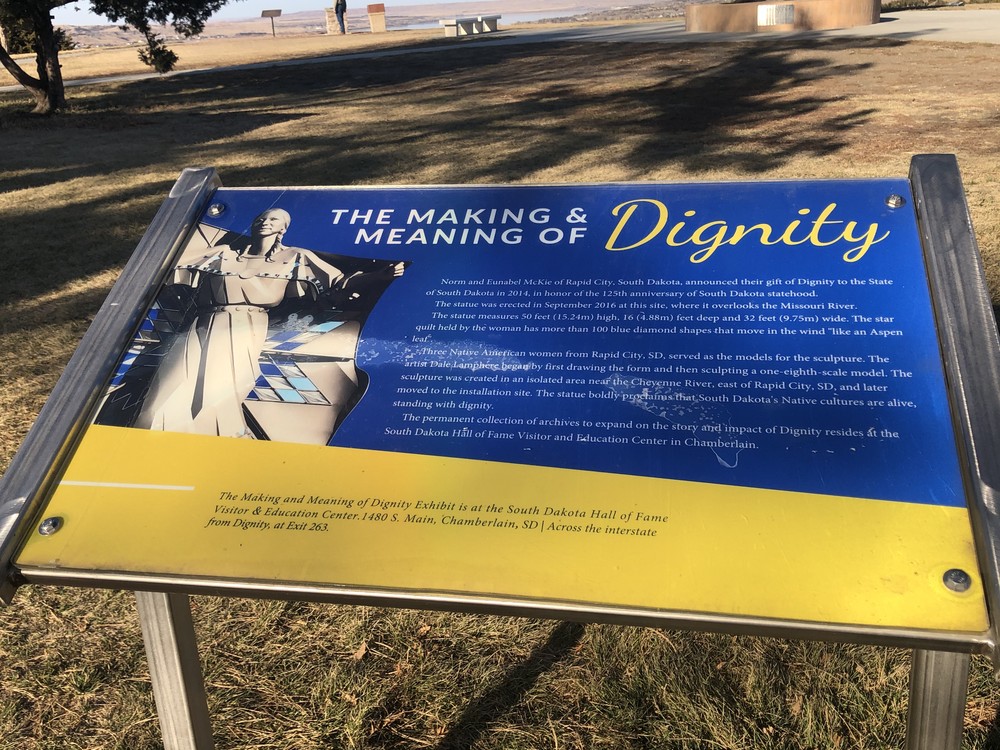 THE MAKING &
MEANING OF Dignity
Norm and Eunabel McKie of Rapid City, South Dakota, announced their gift of Dignity to the State
of South Dakota in 2014, in honor of the 125th anniversary of South Dakota statehood.
The statue was erected in September 2016 at this site, where it overlooks the Missouri River.
The statue measures 50 feet (15.24m) high, 16 (4.88m) feet deep and 32 feet (9.75m) wide. The star
quilt held by the woman has more than 100 blue diamond shapes that move in the wind "like an Aspen
leaf".
Three Native American women from Rapid City, SD, served as the models for the sculpture. The
artist Dale Lamphere began by first drawing the form and then sculpting a one-eighth-scale model. The
sculpture was created in an isolated area near the Cheyenne River, east of Rapid City, SD, and later
moved to the installation site. The statue boldly proclaims that South Dakota's Native cultures are alive,
standing with dignity.
The permanent collection of archives to expand on the story and impact of Dignity resides at the
South Dakota Hall of Fame Visitor and Education Center in Chamberlain.
The Making and Meaning of Dignity Exhibit is at the South Dakota Hall of Fame
Visitor & Education Center.1480 S. Main, Chamberlain, SD | Across the interstate
from Dignity, at Exit 263.